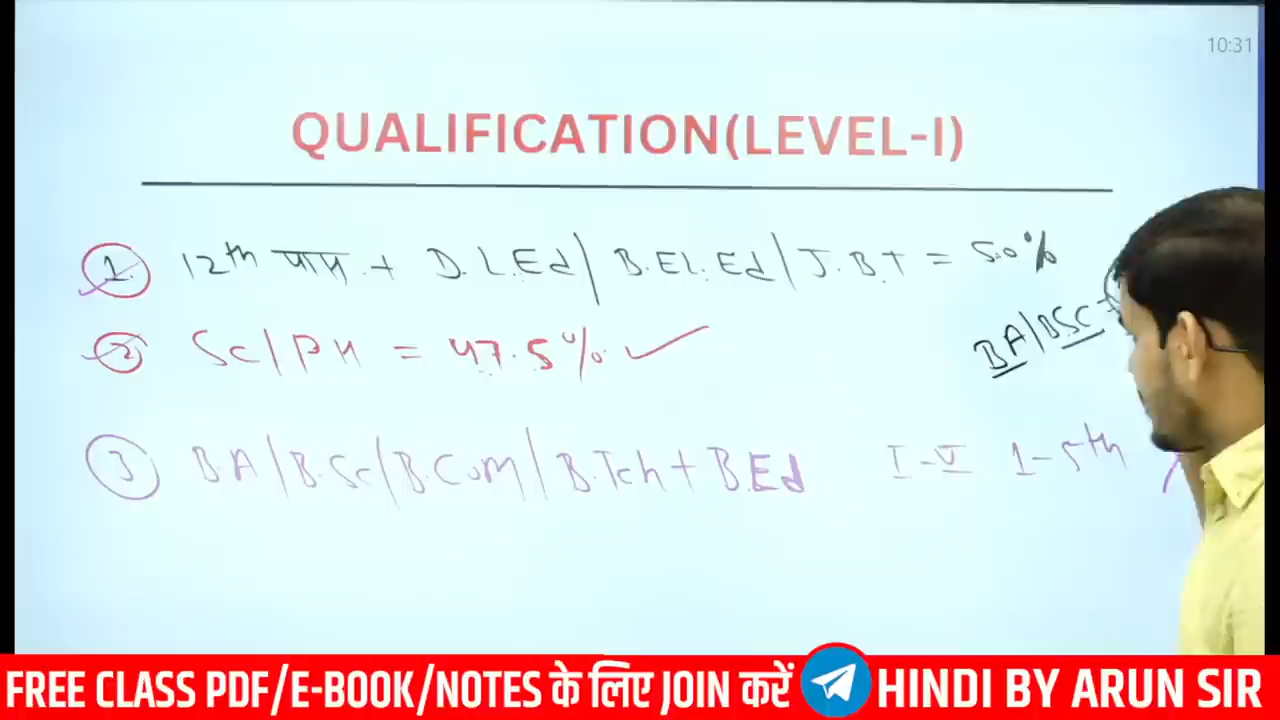 10:31
QUALIFICATION(LEVEL-I)
1. 12th पास + D.L.Ed/ B.El.Ed/J.B.T = 50%
BA/BSc
2. SC/PH = 47.5%
3 B.A/B.Sc/B.COM/B.Tch + B.Ed I-V 1-5th
FREE CLASS PDF/E-BOOK/NOTES के लिए JOIN करें HINDI BY ARUN SIR